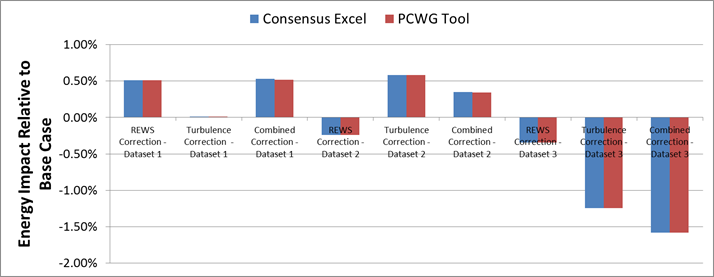 Consensus Excel
PCWG Tool
Energy Impact Relative to
Base Case
1.00%
0.50%
0.00%
-0.50%
-1.00%
-1.50%
-2.00%
REWS
Correction -
Dataset 1
Turbulence
Correction -
Dataset 1
Combined
Correction -
Dataset 1
REWS
Correction -
Dataset 2
Turbulence
Correction -
Dataset 2
Combined
Correction -
Dataset 2
REWS
Correction -
Dataset 3
Turbulence
Correction -
Dataset 3
Combined
Correction -
Dataset 3